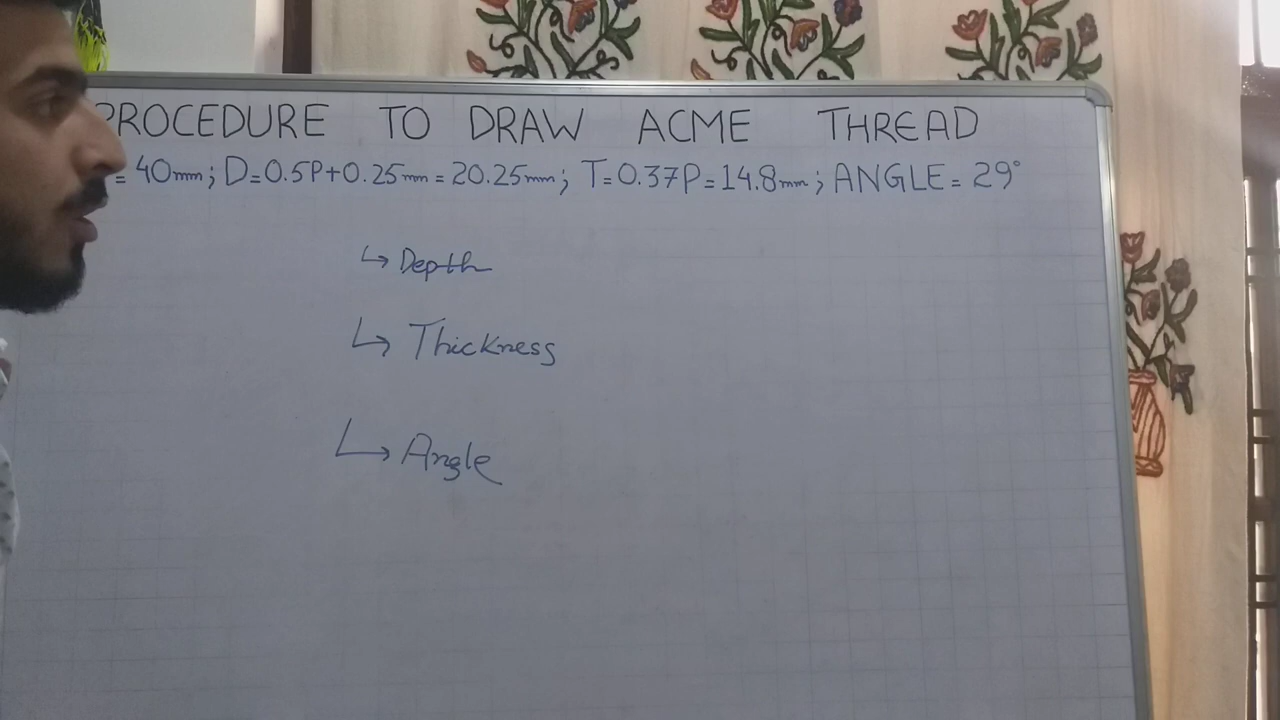 PROCEDURE TO DRAW ACME THREAD
= 40mm; D=0.5P+0.25mm = 20.25mm; T=0.37P=14.8mm; ANGLE = 29°
↳ Depth
↳ Thickness
↳ Angle